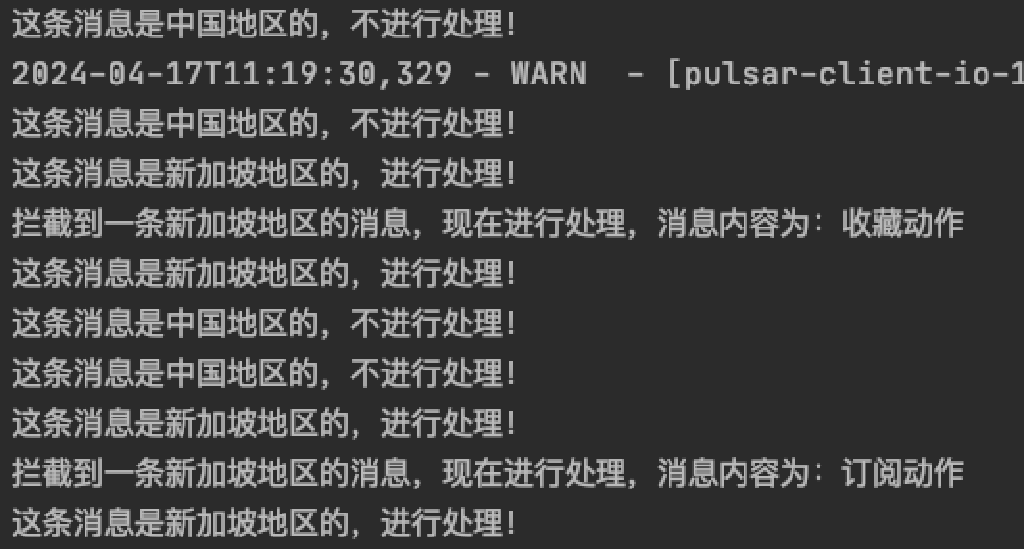 这条消息是中国地区的，不进行处理！
2024-04-17T11:19:30,329 - WARN  - [pulsar-client-io-1
这条消息是中国地区的，不进行处理！
这条消息是新加坡地区的，进行处理！
拦截到一条新加坡地区的消息，现在进行处理，消息内容为：收藏动作
这条消息是新加坡地区的，进行处理！
这条消息是中国地区的，不进行处理！
这条消息是中国地区的，不进行处理！
这条消息是新加坡地区的，进行处理！
拦截到一条新加坡地区的消息，现在进行处理，消息内容为：订阅动作
这条消息是新加坡地区的，进行处理！